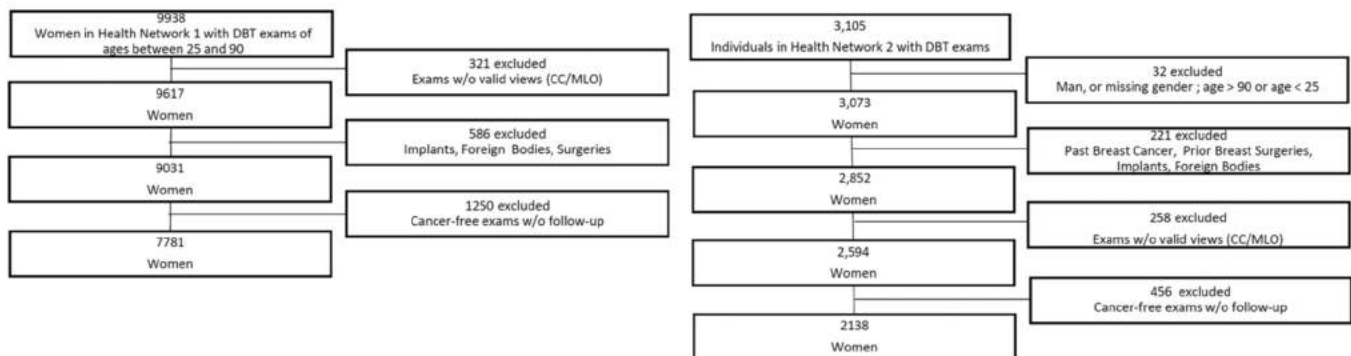 9938
Women in Health Network 1 with DBT exams of
ages between 25 and 90
321 excluded
Exams w/o valid views (CC/MLO)
9617
Women
586 excluded
Implants, Foreign Bodies, Surgeries
9031
Women
1250 excluded
Cancer-free exams w/o follow-up
7781
Women
3,105
Individuals in Health Network 2 with DBT exams
32 excluded
Man, or missing gender ; age > 90 or age < 25
3,073
Women
221 excluded
Past Breast Cancer, Prior Breast Surgeries,
Implants, Foreign Bodies
2,852
Women
258 excluded
Exams w/o valid views (CC/MLO)
2,594
Women
456 excluded
Cancer-free exams w/o follow-up
2138
Women